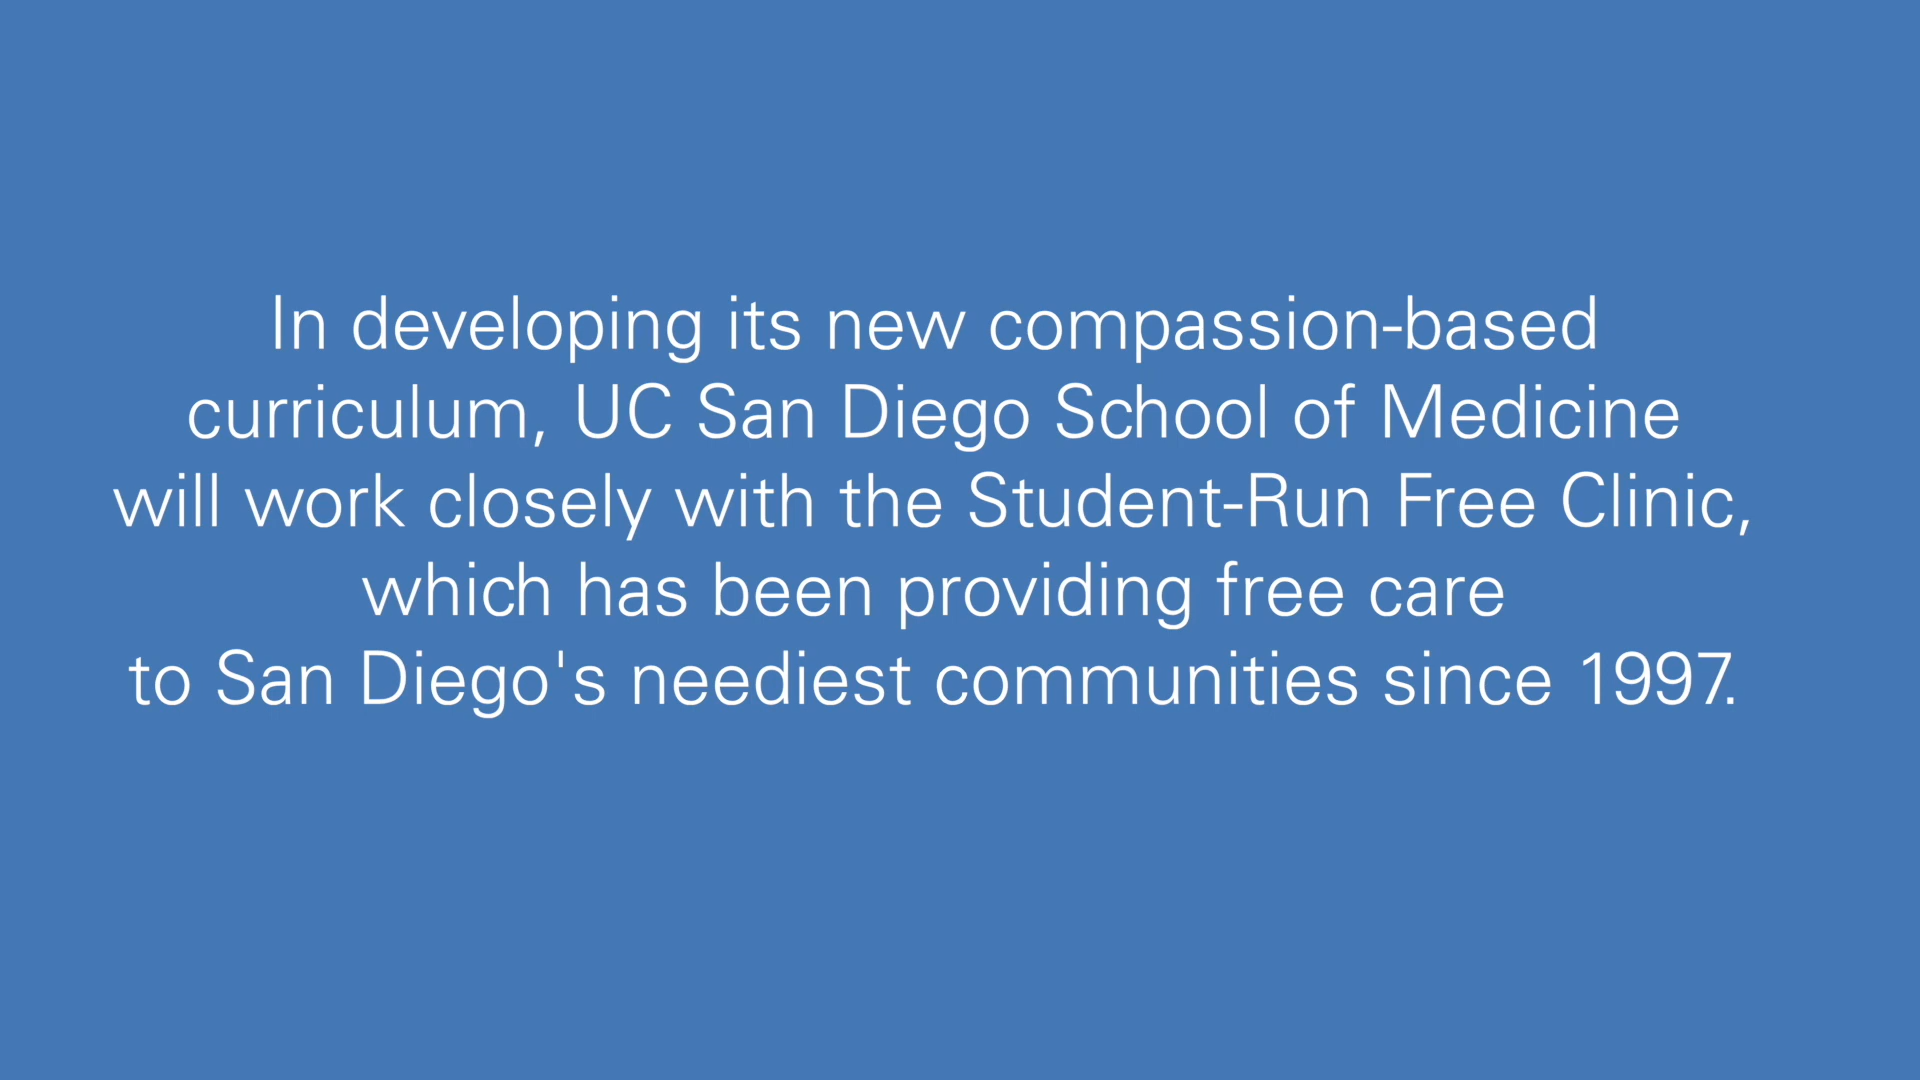 In developing its new compassion-based
curriculum, UC San Diego School of Medicine
will work closely with the Student-Run Free Clinic,
which has been providing free care
to San Diego's neediest communities since 1997.